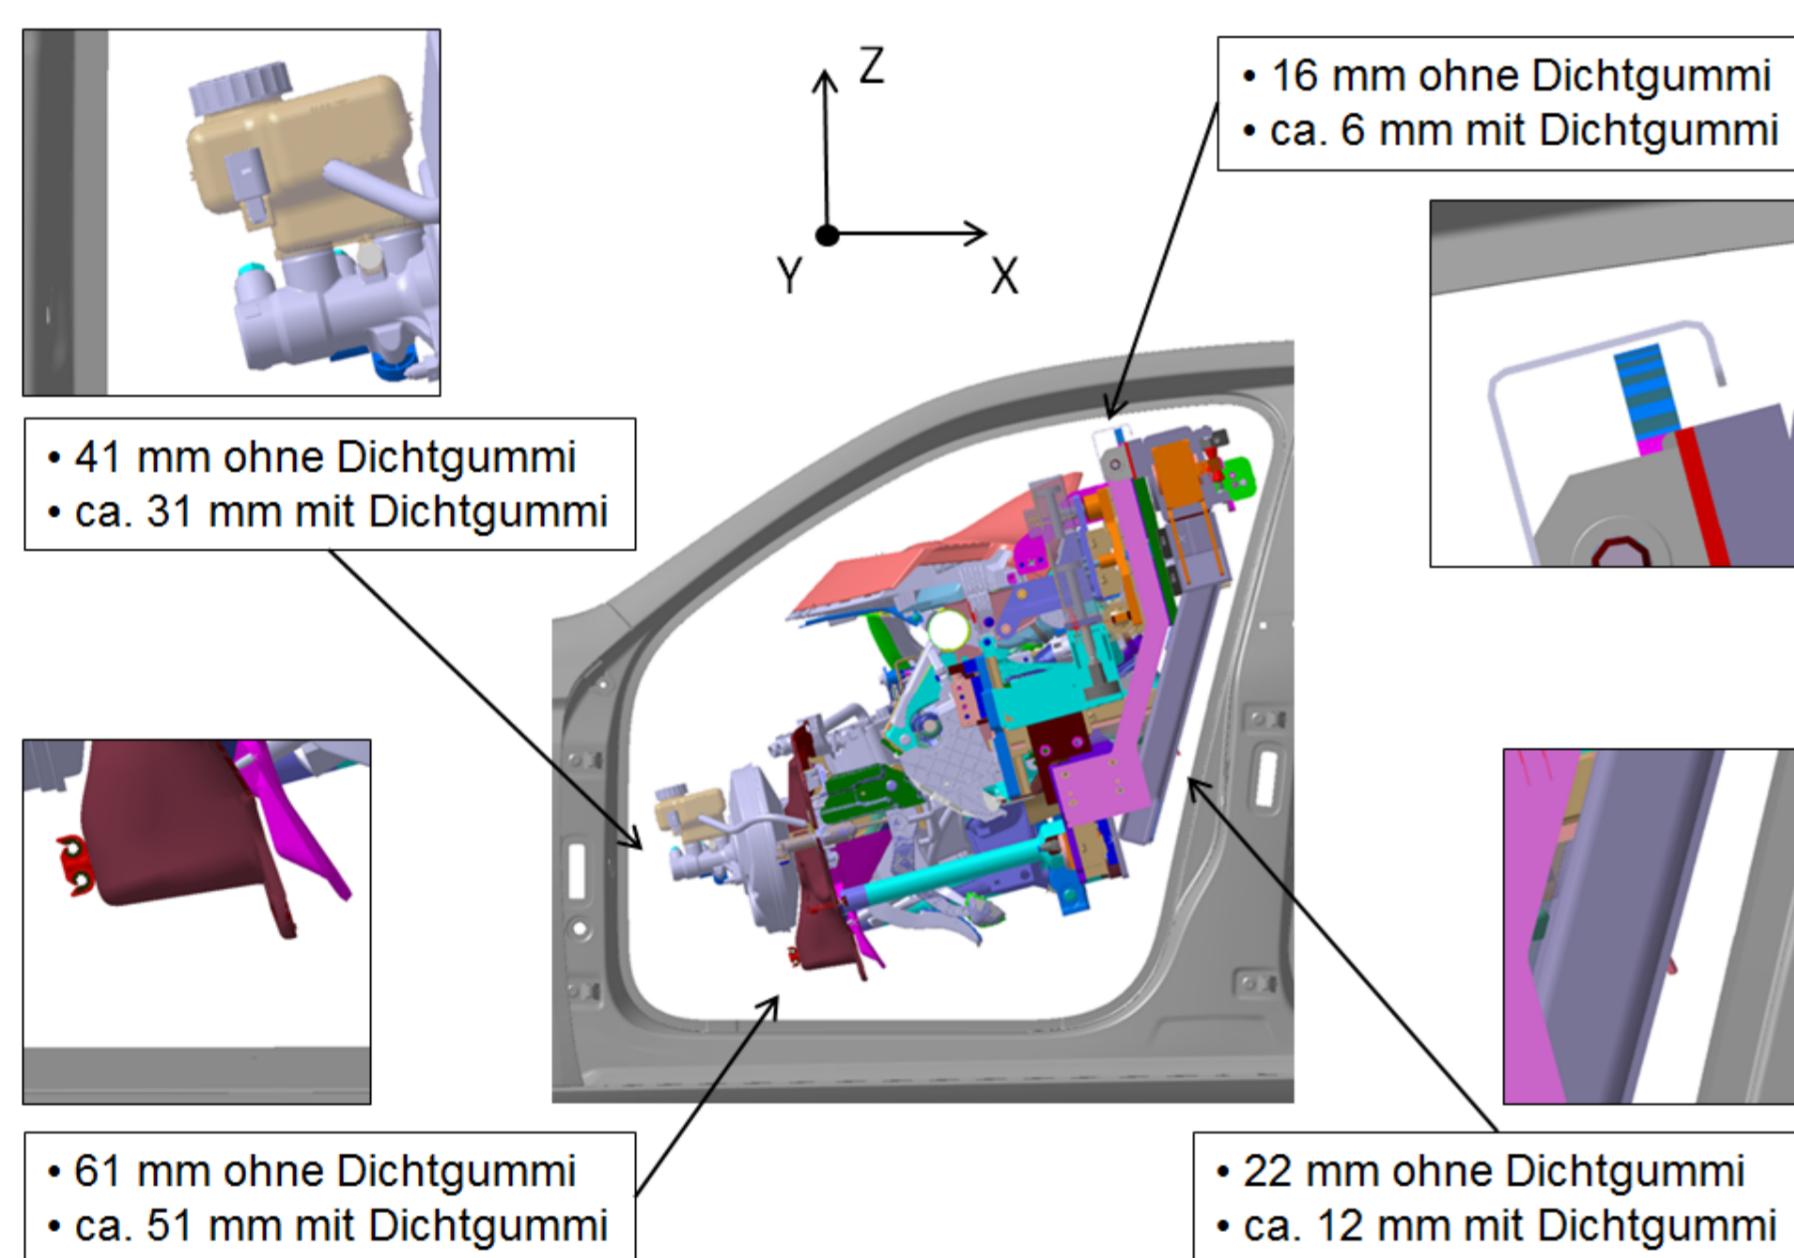 Z
• 16 mm ohne Dichtgummi
• ca. 6 mm mit Dichtgummi
Y
X
• 41 mm ohne Dichtgummi
• ca. 31 mm mit Dichtgummi
• 61 mm ohne Dichtgummi
• ca. 51 mm mit Dichtgummi
• 22 mm ohne Dichtgummi
• ca. 12 mm mit Dichtgummi